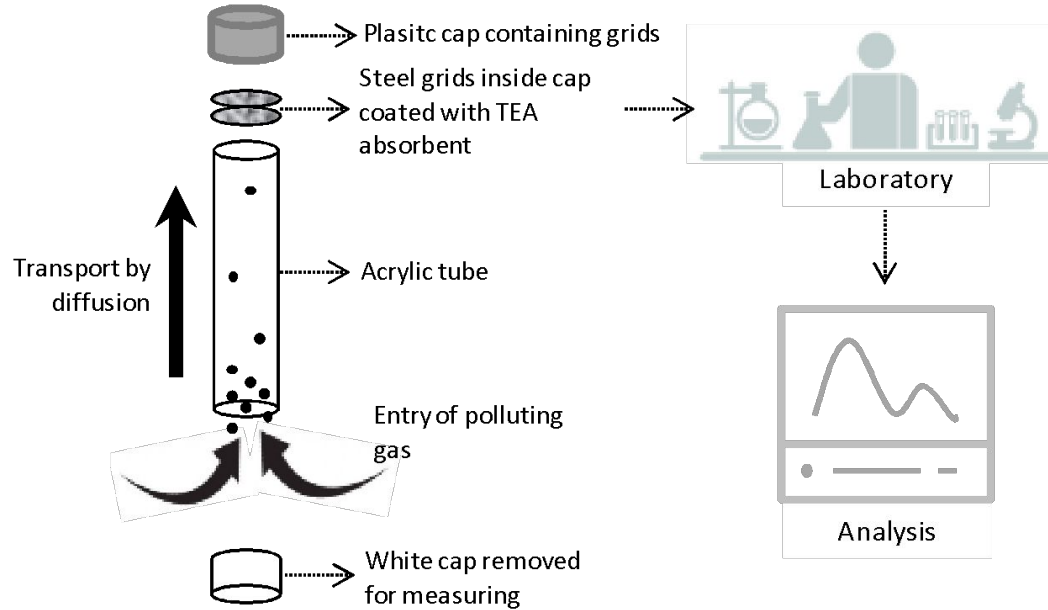 Plasitc cap containing grids
Steel grids inside cap
coated with TEA
absorbent
Laboratory
Transport by
diffusion
Acrylic tube
Entry of polluting
gas
Analysis
White cap removed
for measuring